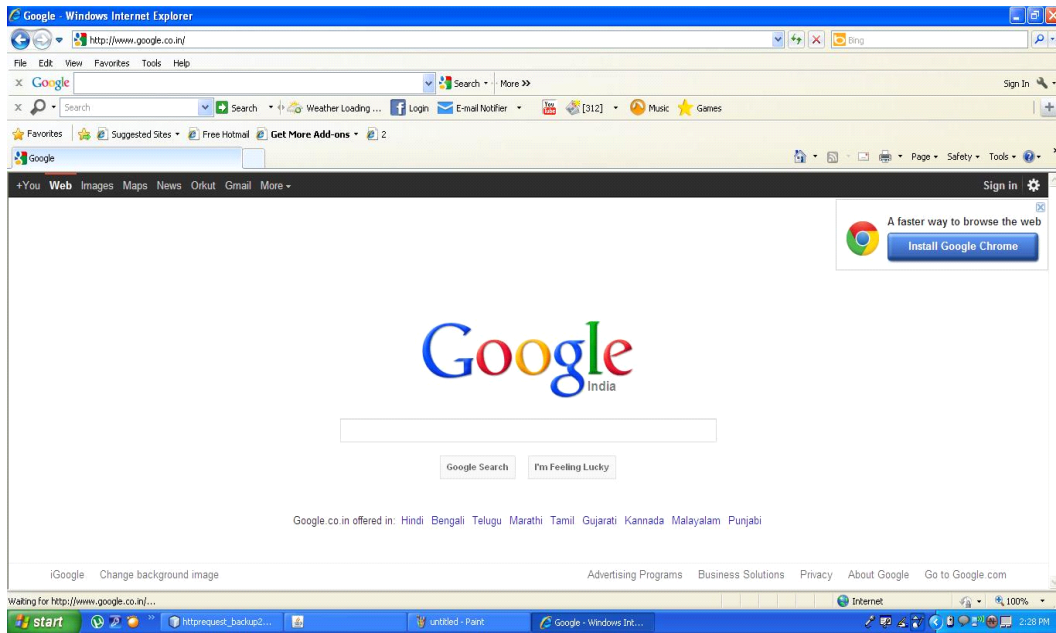 Google - Windows Internet Explorer
http://www.google.co.in/
Bing
File Edit View Favorites Tools Help
x Google Search More >> Sign In
x Search Search Weather Loading ... Login E-mail Notifier You Tube [312] Music Games
Favorites Suggested Sites Free Hotmail Get More Add-ons 2
Google Page Safety Tools
+You Web Images Maps News Orkut Gmail More Sign in
A faster way to browse the web
Install Google Chrome
Google
India
Google Search I'm Feeling Lucky
Google.co.in offered in: Hindi Bengali Telugu Marathi Tamil Gujarati Kannada Malayalam Punjabi
iGoogle Change background image Advertising Programs Business Solutions Privacy About Google Go to Google.com
Waiting for http://www.google.co.in/... Internet 100%
start httprequest_backup2... untitled - Paint Google - Windows Int... 2:28 PM